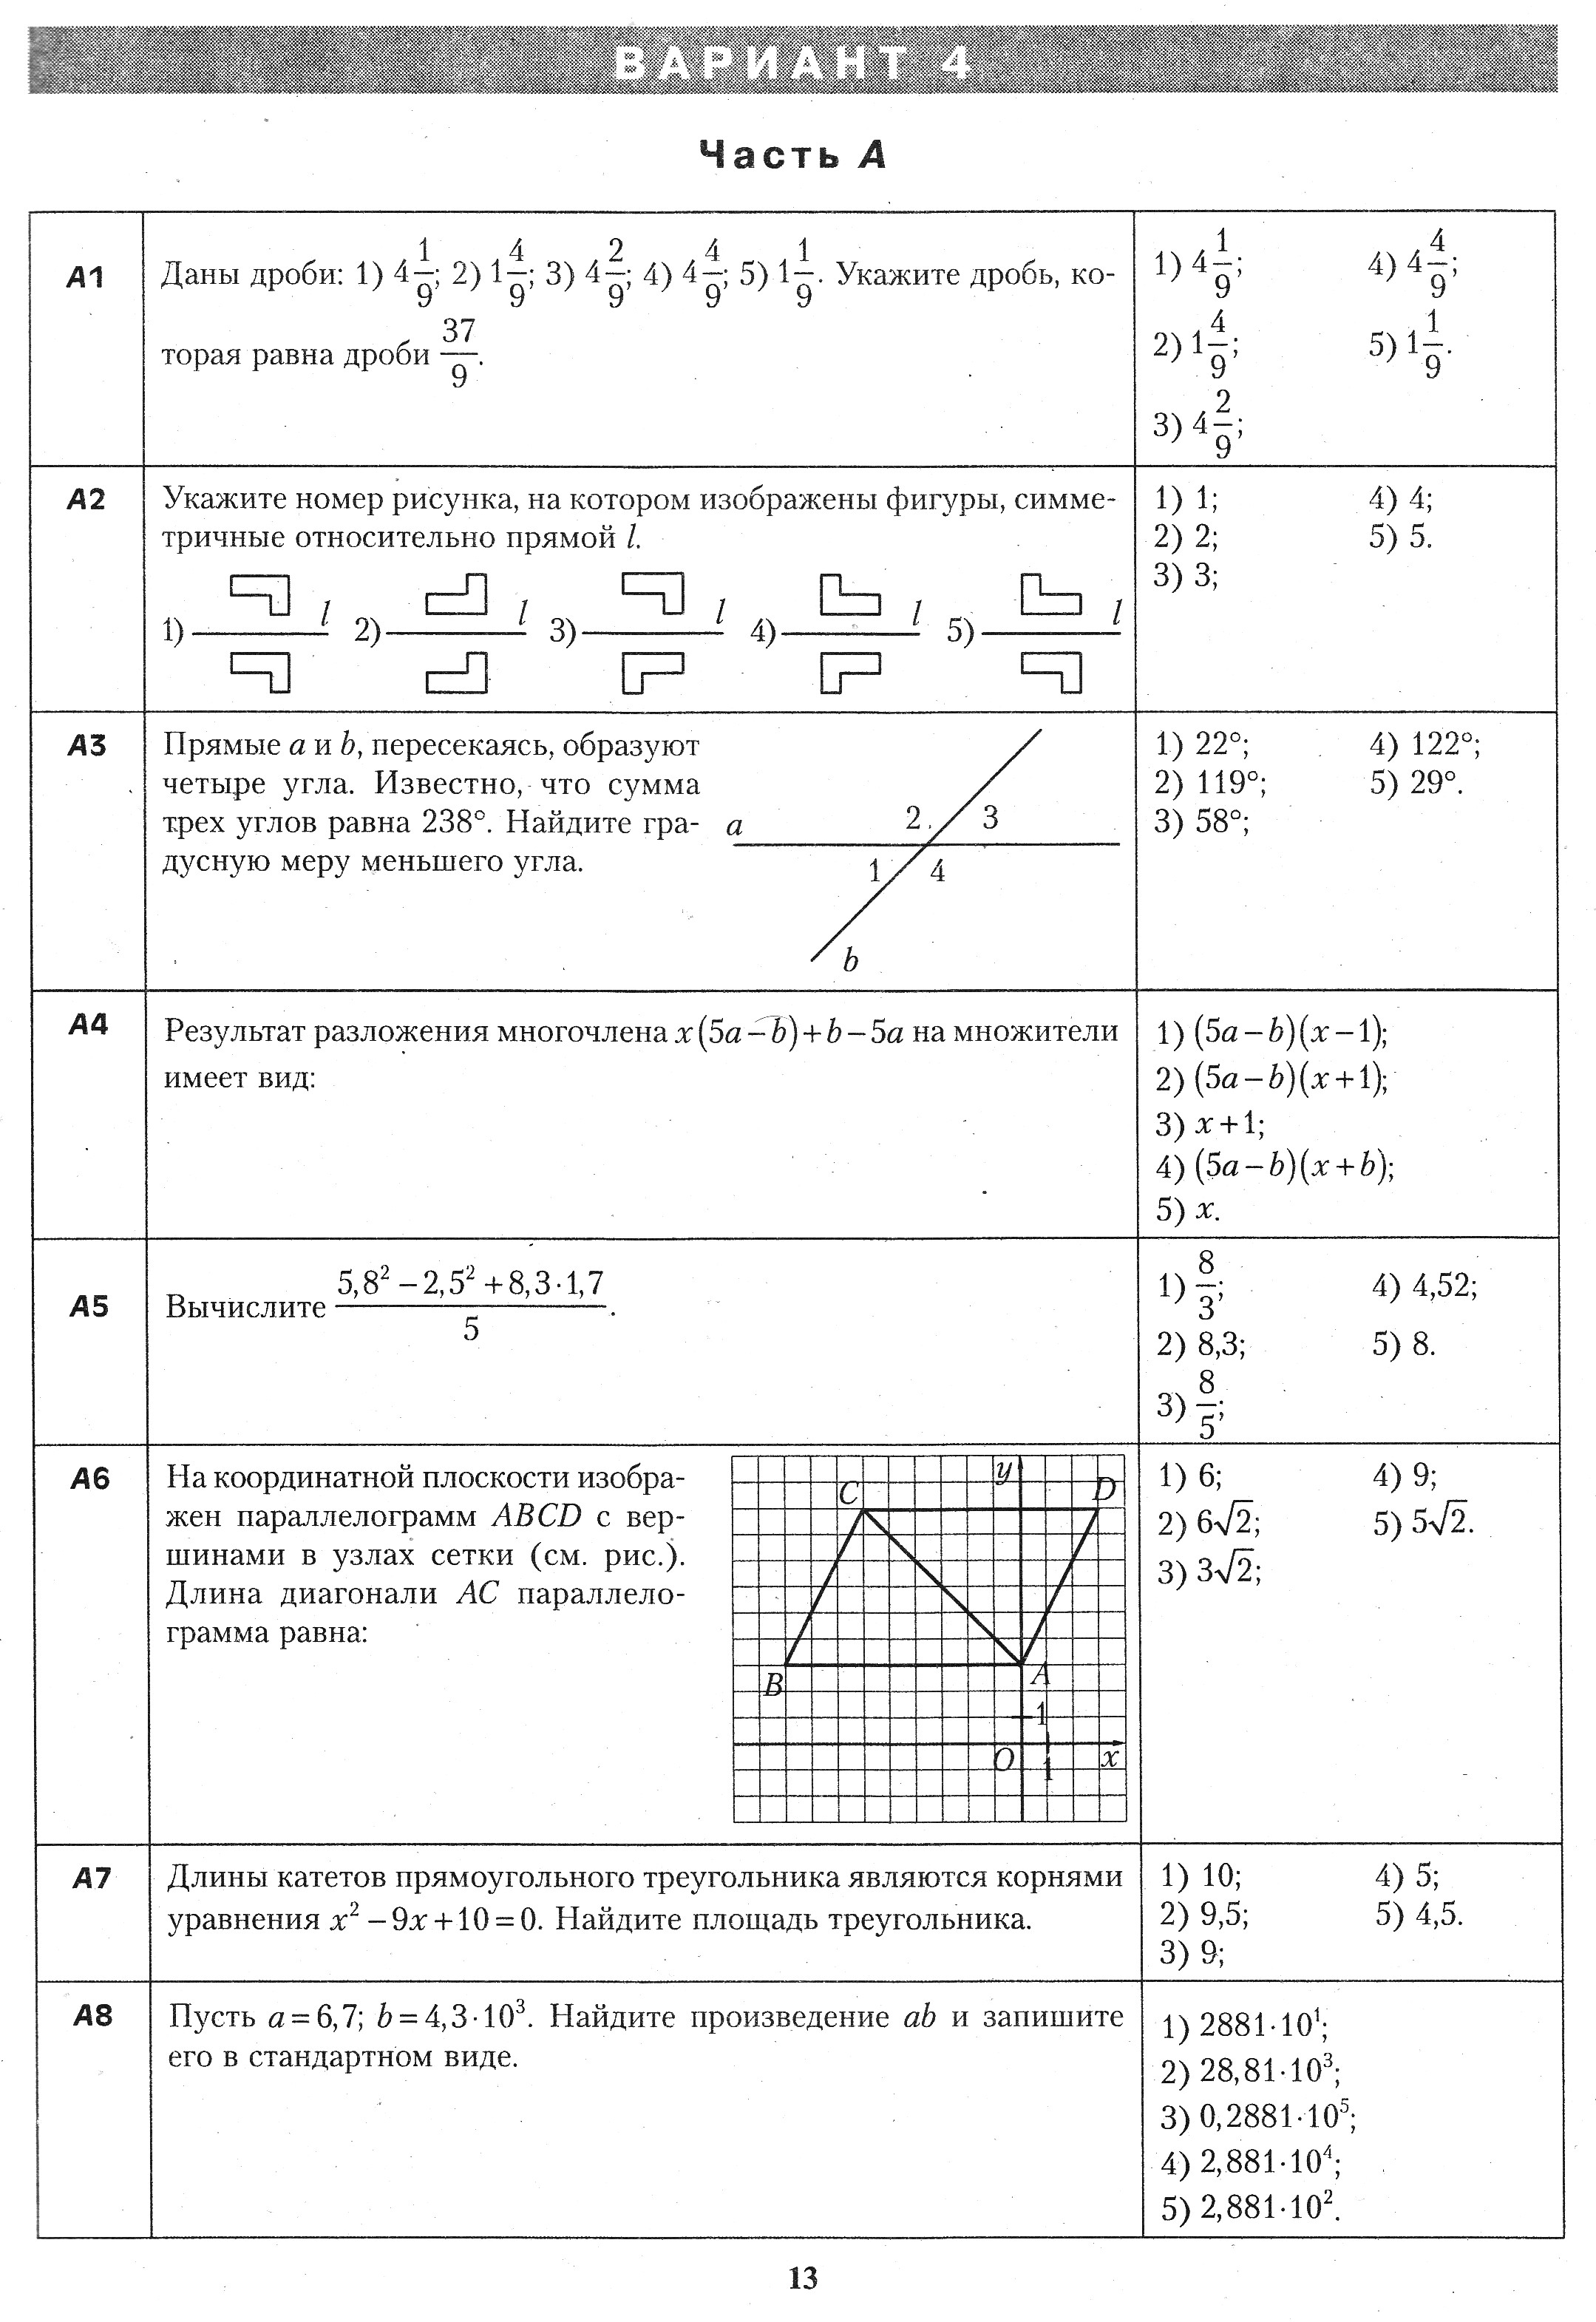 ВАРИАНТ 4
Часть А
А1
Даны дроби: 1) 4 1/9; 2) 1 4/9; 3) 4 2/9; 4) 4 4/9; 5) 1 1/9. Укажите дробь, ко-
торая равна дроби 37/9.
1) 4 1/9; 4) 4 4/9;
2) 1 4/9; 5) 1 1/9.
3) 4 2/9;
А2
Укажите номер рисунка, на котором изображены фигуры, симме-
тричные относительно прямой l.
1) l 2) l 3) l 4) l 5) l
1) 1; 4) 4;
2) 2; 5) 5.
3) 3;
А3
Прямые a и b, пересекаясь, образуют
четыре угла. Известно, что сумма
трех углов равна 238°. Найдите гра-
дусную меру меньшего угла.
a 2 3
1 4
b
1) 22°; 4) 122°;
2) 119°; 5) 29°.
3) 58°;
А4
Результат разложения многочлена x(5a−b)+b−5a на множители
имеет вид:
1) (5a−b)(x−1);
2) (5a−b)(x+1);
3) x+1;
4) (5a−b)(x+b);
5) x.
А5
Вычислите (5,8² − 2,5² + 8,3·1,7)/5.
1) 8/3; 4) 4,52;
2) 8,3; 5) 8.
3) 8/5;
А6
На координатной плоскости изобра-
жен параллелограмм ABCD с вер-
шинами в узлах сетки (см. рис.).
Длина диагонали AC параллело-
грамма равна:
C y D
B A
1
O 1 x
1) 6; 4) 9;
2) 6√2; 5) 5√2.
3) 3√2;
А7
Длины катетов прямоугольного треугольника являются корнями
уравнения x² − 9x + 10 = 0. Найдите площадь треугольника.
1) 10; 4) 5;
2) 9,5; 5) 4,5.
3) 9;
А8
Пусть a = 6,7; b = 4,3·10³. Найдите произведение ab и запишите
его в стандартном виде.
1) 2881·10¹;
2) 28,81·10³;
3) 0,2881·10⁵;
4) 2,881·10⁴;
5) 2,881·10².
13